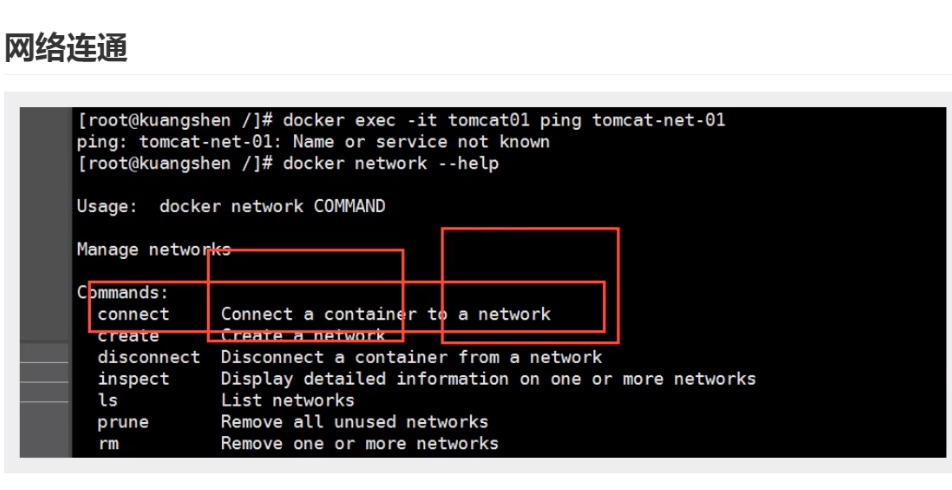 网络连通
[root@kuangshen /]# docker exec -it tomcat01 ping tomcat-net-01
ping: tomcat-net-01: Name or service not known
[root@kuangshen /]# docker network --help
Usage:  docker network COMMAND
Manage networks
Commands:
connect     Connect a container to a network
create      Create a network
disconnect  Disconnect a container from a network
inspect     Display detailed information on one or more networks
ls          List networks
prune       Remove all unused networks
rm          Remove one or more networks